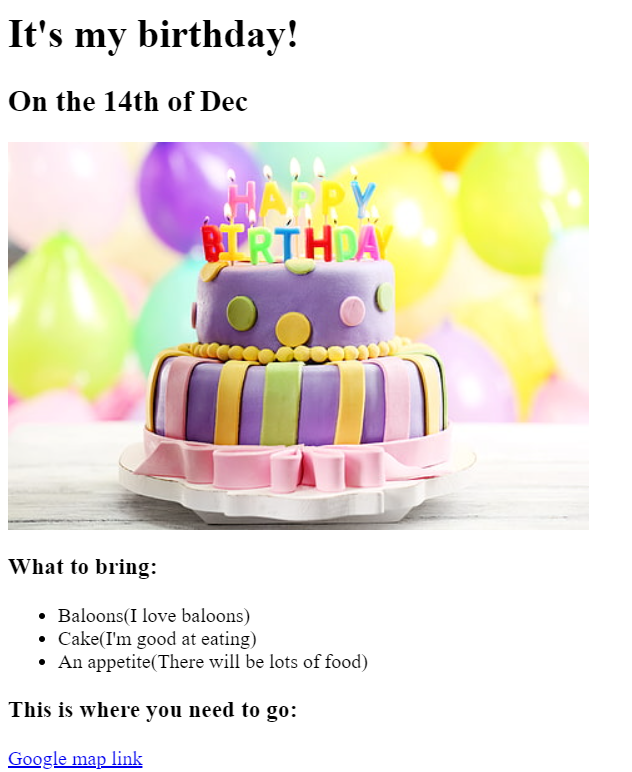 It's my birthday!
On the 14th of Dec
HAPPY
BIRTHDAY
What to bring:
Baloons(I love baloons)
Cake(I'm good at eating)
An appetite(There will be lots of food)
This is where you need to go:
Google map link